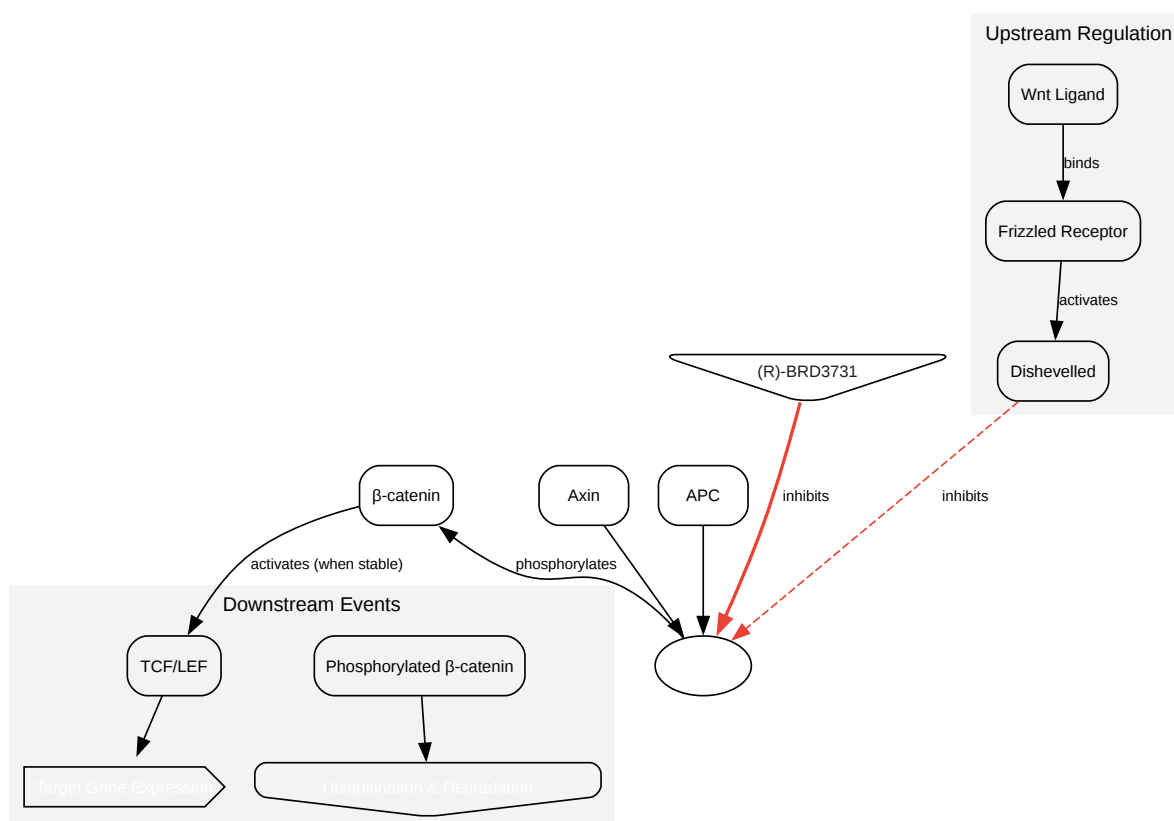 Upstream Regulation
Wnt Ligand
binds
Frizzled Receptor
activates
(R)-BRD3731
Dishevelled
β-catenin
Axin
APC
inhibits
inhibits
activates (when stable)
phosphorylates
Downstream Events
TCF/LEF
Phosphorylated β-catenin
Target Gene Expression
Ubiquitination & Degradation